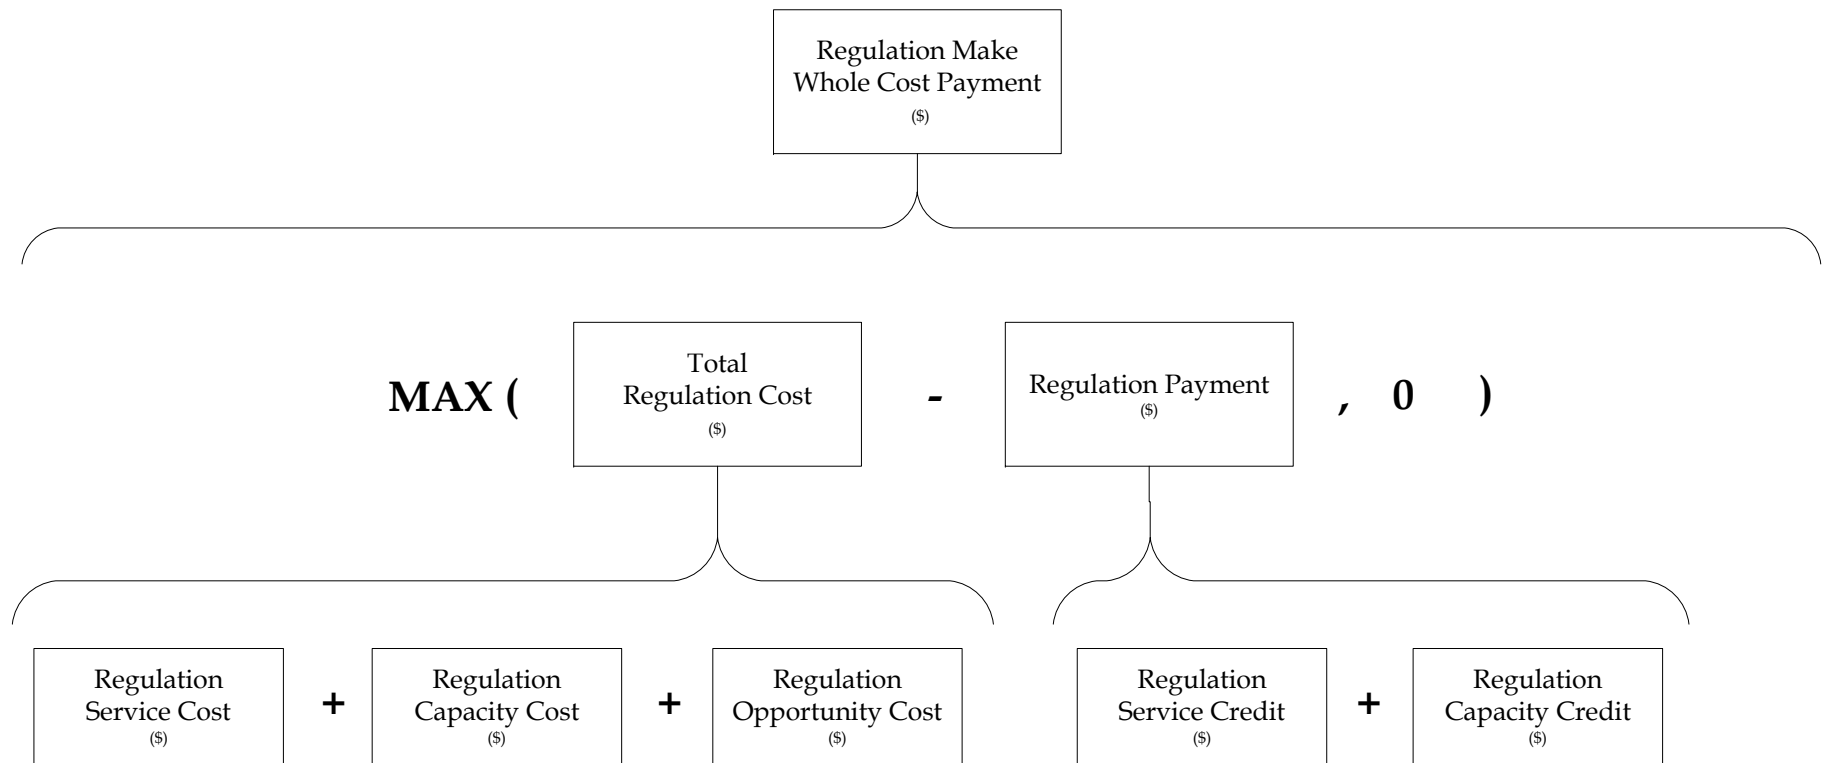 Regulation Make
Whole Cost Payment
($)
MAX (
Total
Regulation Cost
($)
-
Regulation Payment
($)
, 0 )
Regulation
Service Cost
($)
+
Regulation
Capacity Cost
($)
+
Regulation
Opportunity Cost
($)
Regulation
Service Credit
($)
+
Regulation
Capacity Credit
($)